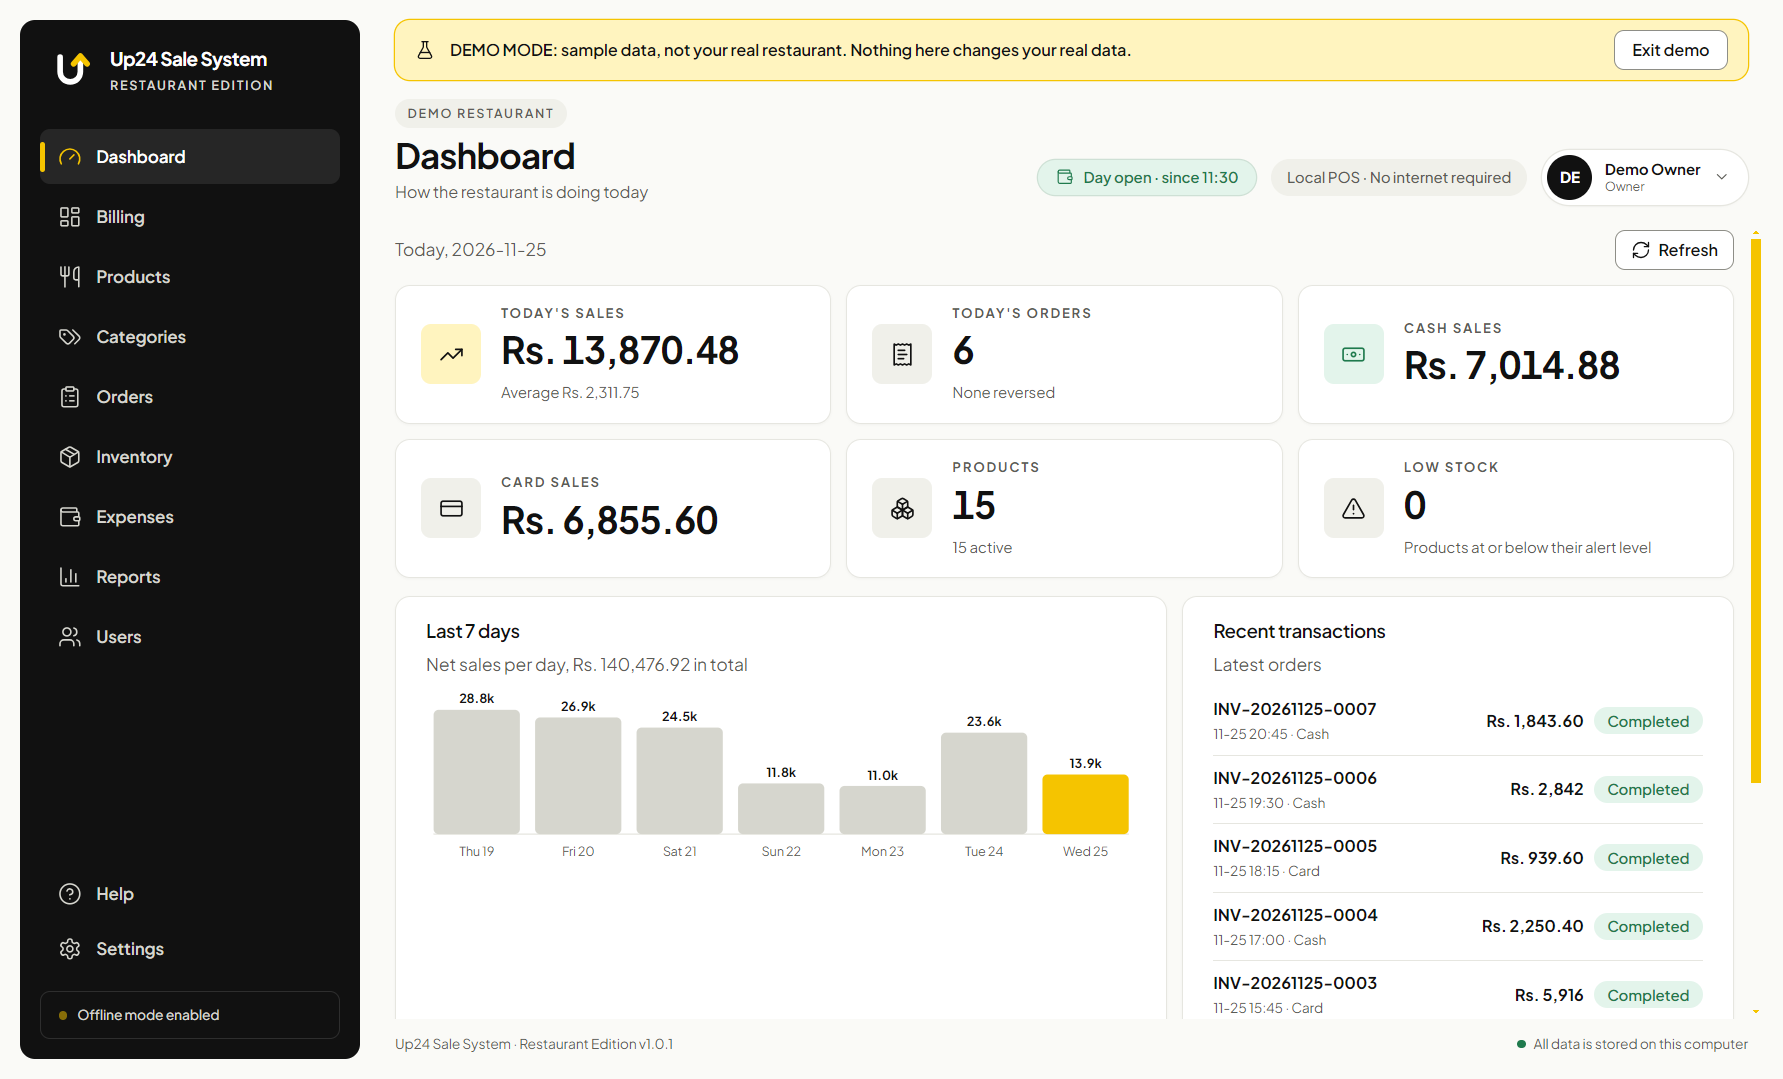 Up24 Sale System
RESTAURANT EDITION
Dashboard
Billing
Products
Categories
Orders
Inventory
Expenses
Reports
Users
Help
Settings
Offline mode enabled
DEMO MODE: sample data, not your real restaurant. Nothing here changes your real data.
Exit demo
DEMO RESTAURANT
Dashboard
How the restaurant is doing today
Day open · since 11:30
Local POS · No internet required
DE
Demo Owner
Owner
Today, 2026-11-25
Refresh
TODAY'S SALES
Rs. 13,870.48
Average Rs. 2,311.75
TODAY'S ORDERS
6
None reversed
CASH SALES
Rs. 7,014.88
CARD SALES
Rs. 6,855.60
PRODUCTS
15
15 active
LOW STOCK
0
Products at or below their alert level
Last 7 days
Net sales per day, Rs. 140,476.92 in total
28.8k
26.9k
24.5k
11.8k
11.0k
23.6k
13.9k
Thu 19
Fri 20
Sat 21
Sun 22
Mon 23
Tue 24
Wed 25
Recent transactions
Latest orders
INV-20261125-0007
11-25 20:45 · Cash
Rs. 1,843.60
Completed
INV-20261125-0006
11-25 19:30 · Cash
Rs. 2,842
Completed
INV-20261125-0005
11-25 18:15 · Card
Rs. 939.60
Completed
INV-20261125-0004
11-25 17:00 · Cash
Rs. 2,250.40
Completed
INV-20261125-0003
11-25 15:45 · Card
Rs. 5,916
Completed
Up24 Sale System · Restaurant Edition v1.0.1
All data is stored on this computer